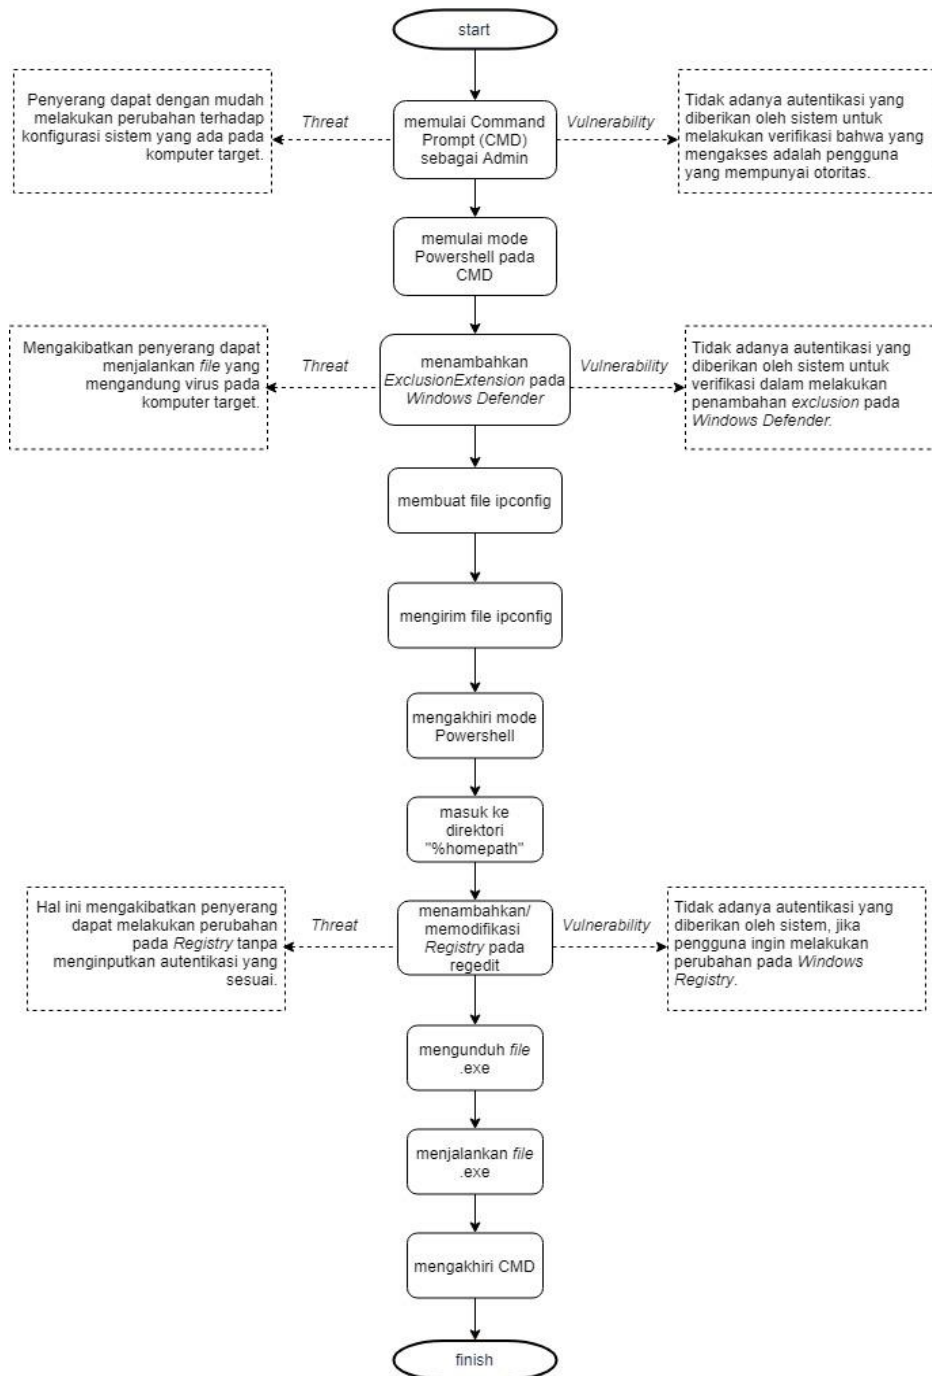 start
Penyerang dapat dengan mudah
melakukan perubahan terhadap
konfigurasi sistem yang ada pada
komputer target.
Threat
memulai Command
Prompt (CMD)
sebagai Admin
Vulnerability
Tidak adanya autentikasi yang
diberikan oleh sistem untuk
melakukan verifikasi bahwa yang
mengakses adalah pengguna
yang mempunyai otoritas.
memulai mode
Powershell pada
CMD
Mengakibatkan penyerang dapat
menjalankan file yang
mengandung virus pada
komputer target.
Threat
menambahkan
ExclusionExtension pada
Windows Defender
Vulnerability
Tidak adanya autentikasi yang
diberikan oleh sistem untuk
verifikasi dalam melakukan
penambahan exclusion pada
Windows Defender.
membuat file ipconfig
mengirim file ipconfig
mengakhiri mode
Powershell
masuk ke
direktori
"%homepath"
Hal ini mengakibatkan penyerang
dapat melakukan perubahan
pada Registry tanpa
menginputkan autentikasi yang
sesuai.
Threat
menambahkan/
memodifikasi
Registry pada
regedit
Vulnerability
Tidak adanya autentikasi yang
diberikan oleh sistem, jika
pengguna ingin melakukan
perubahan pada Windows
Registry.
mengunduh file
.exe
menjalankan file
.exe
mengakhiri CMD
finish